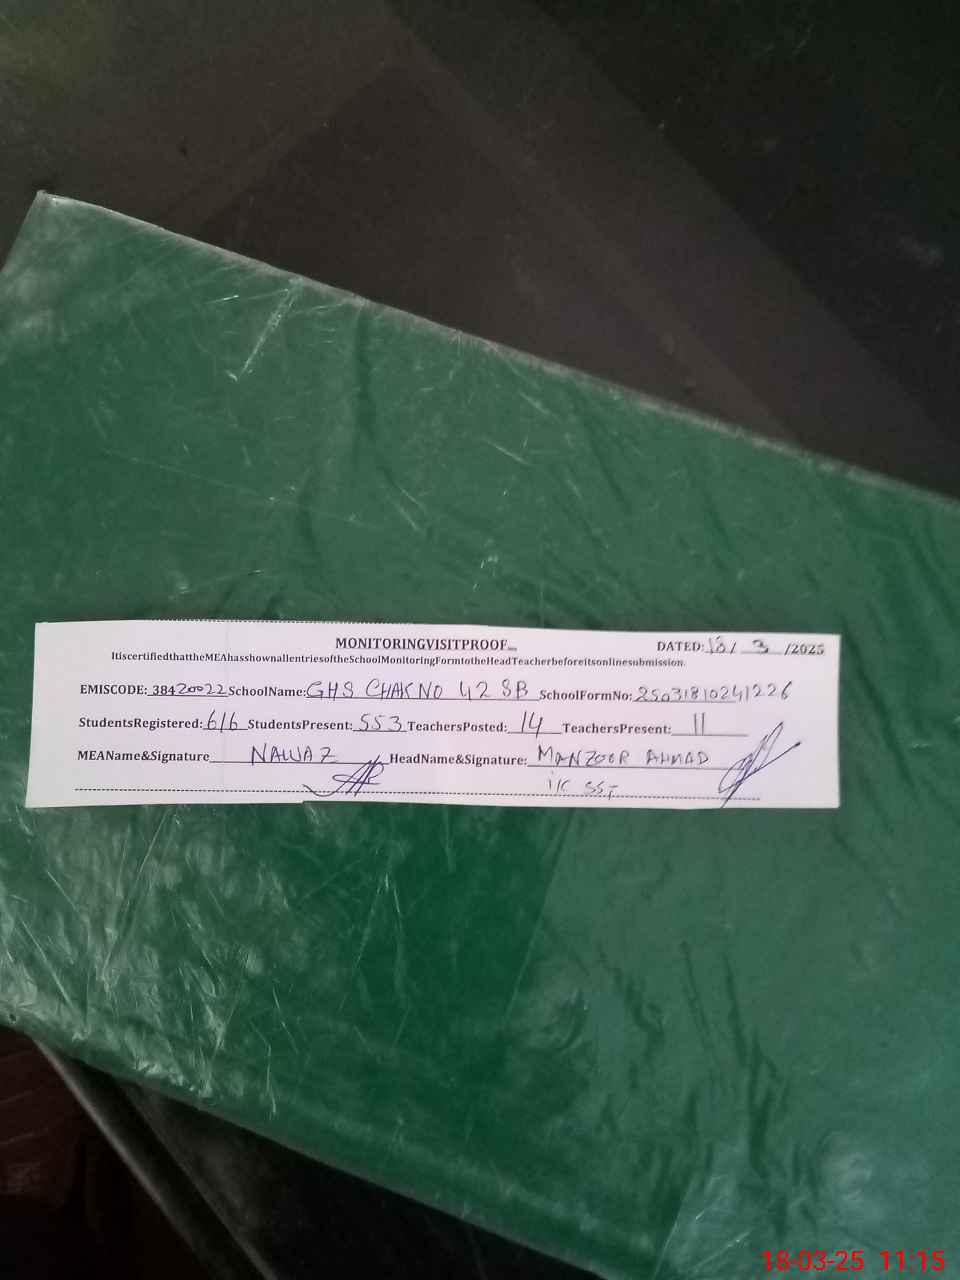 MONITORINGVISITPROOF
DATED: 18 / 3 /2025
ItiscertifiedthattheMEAhasshownallentriesoftheSchoolMonitoringFormtotheHeadTeacherbeforeitsonlinesubmission.
EMISCODE: 38420022 SchoolName: GHS CHAK NO 42 SB SchoolFormNo: 25031810241226
StudentsRegistered: 616 StudentsPresent: 553 TeachersPosted: 14 TeachersPresent: 11
MEAName&Signature NAWAZ HeadName&Signature: MANZOOR AHMAD
i/c SST
18-03-25 11:15